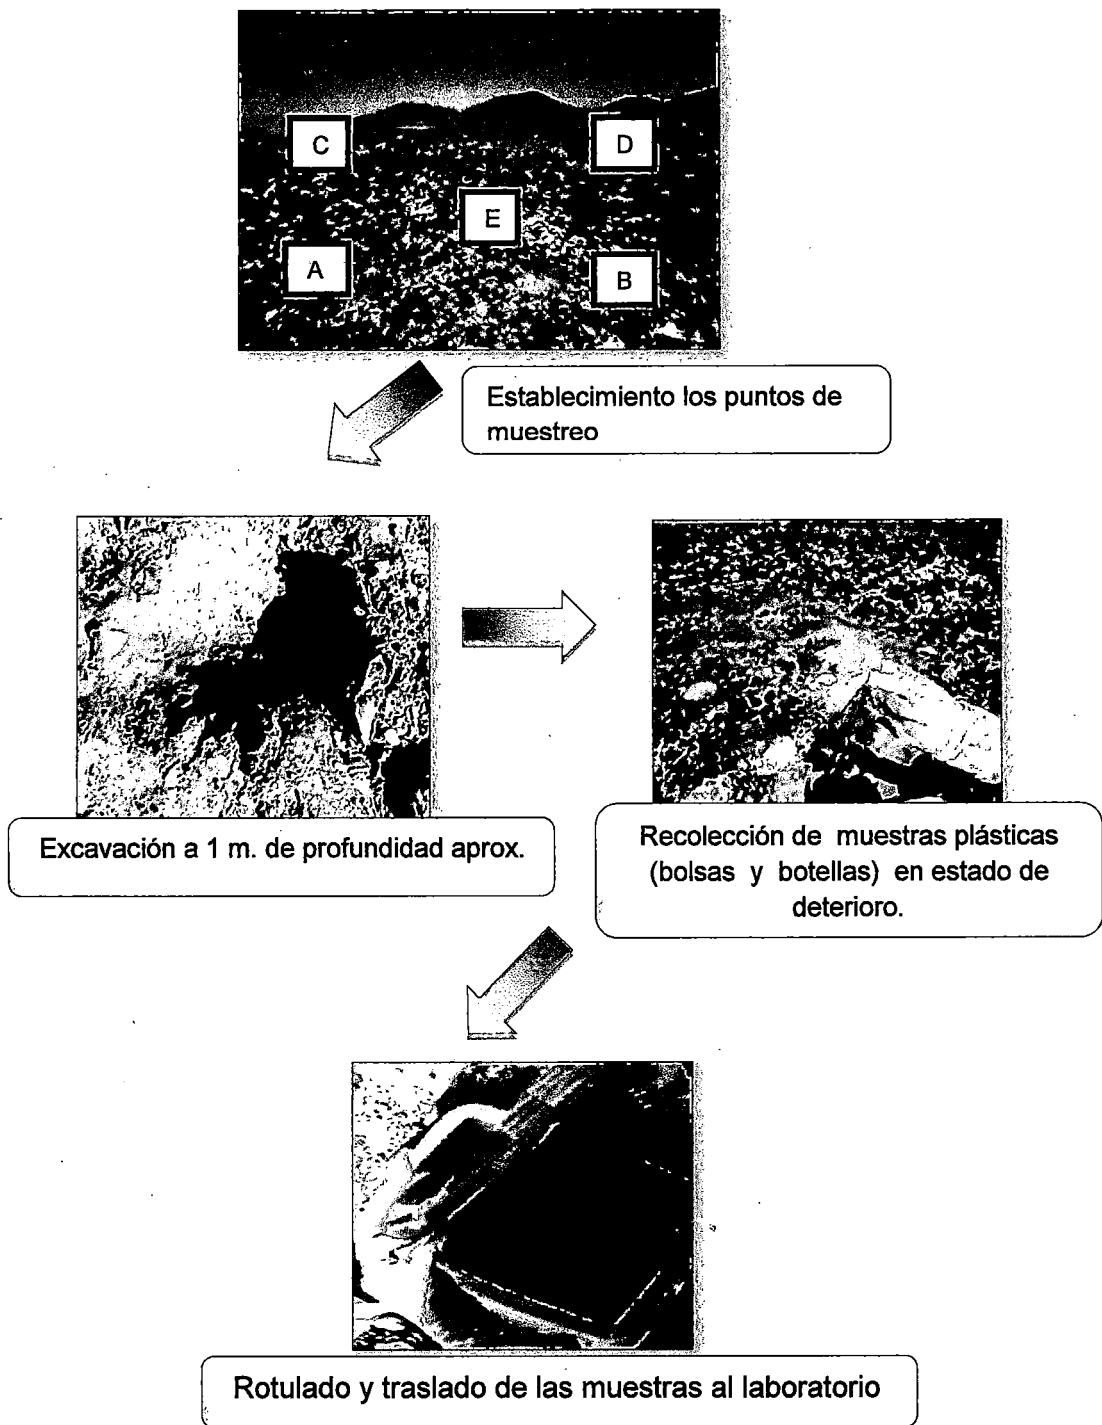 C
D
E
A
B
Establecimiento los puntos de
muestreo
Excavación a 1 m. de profundidad aprox.
Recolección de muestras plásticas
(bolsas y botellas) en estado de
deterioro.
Rotulado y traslado de las muestras al laboratorio